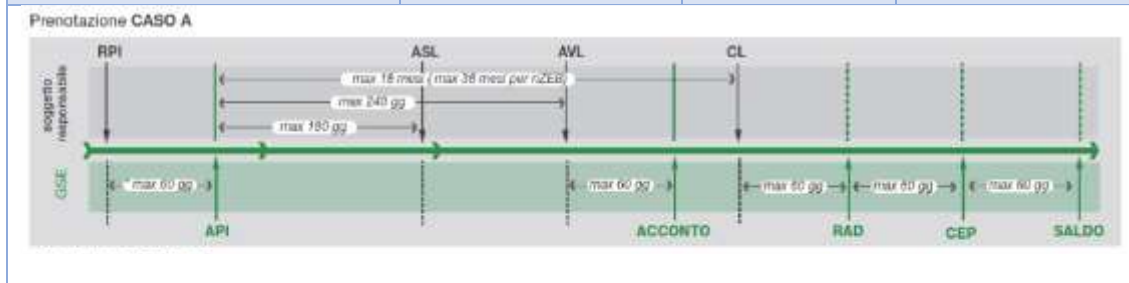 Prenotazione CASO A
RPI ASL AVL CL
soggetto
responsabile
max 18 mesi (max 36 mesi per nZEB)
max 240 gg
max 180 gg
GSE
* max 60 gg
max 60 gg
max 60 gg
max 60 gg
max 60 gg
API ACCONTO RAD CEP SALDO